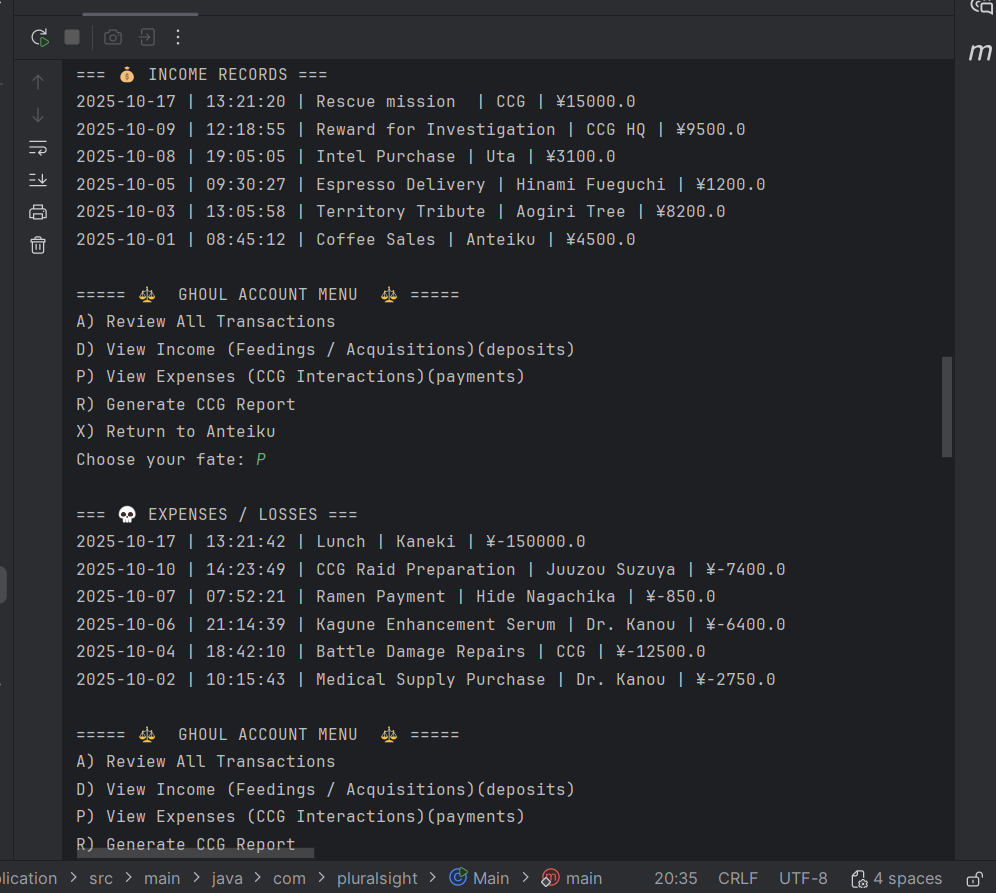 === 💰 INCOME RECORDS ===
2025-10-17 | 13:21:20 | Rescue mission  | CCG | ¥15000.0
2025-10-09 | 12:18:55 | Reward for Investigation | CCG HQ | ¥9500.0
2025-10-08 | 19:05:05 | Intel Purchase | Uta | ¥3100.0
2025-10-05 | 09:30:27 | Espresso Delivery | Hinami Fueguchi | ¥1200.0
2025-10-03 | 13:05:58 | Territory Tribute | Aogiri Tree | ¥8200.0
2025-10-01 | 08:45:12 | Coffee Sales | Anteiku | ¥4500.0
===== ⚖️ GHOUL ACCOUNT MENU ⚖️ =====
A) Review All Transactions
D) View Income (Feedings / Acquisitions)(deposits)
P) View Expenses (CCG Interactions)(payments)
R) Generate CCG Report
X) Return to Anteiku
Choose your fate: P
=== 💀 EXPENSES / LOSSES ===
2025-10-17 | 13:21:42 | Lunch | Kaneki | ¥-150000.0
2025-10-10 | 14:23:49 | CCG Raid Preparation | Juuzou Suzuya | ¥-7400.0
2025-10-07 | 07:52:21 | Ramen Payment | Hide Nagachika | ¥-850.0
2025-10-06 | 21:14:39 | Kagune Enhancement Serum | Dr. Kanou | ¥-6400.0
2025-10-04 | 18:42:10 | Battle Damage Repairs | CCG | ¥-12500.0
2025-10-02 | 10:15:43 | Medical Supply Purchase | Dr. Kanou | ¥-2750.0
===== ⚖️ GHOUL ACCOUNT MENU ⚖️ =====
A) Review All Transactions
D) View Income (Feedings / Acquisitions)(deposits)
P) View Expenses (CCG Interactions)(payments)
R) Generate CCG Report
m
lication > src > main > java > com > pluralsight > Main > main 20:35 CRLF UTF-8 4 spaces